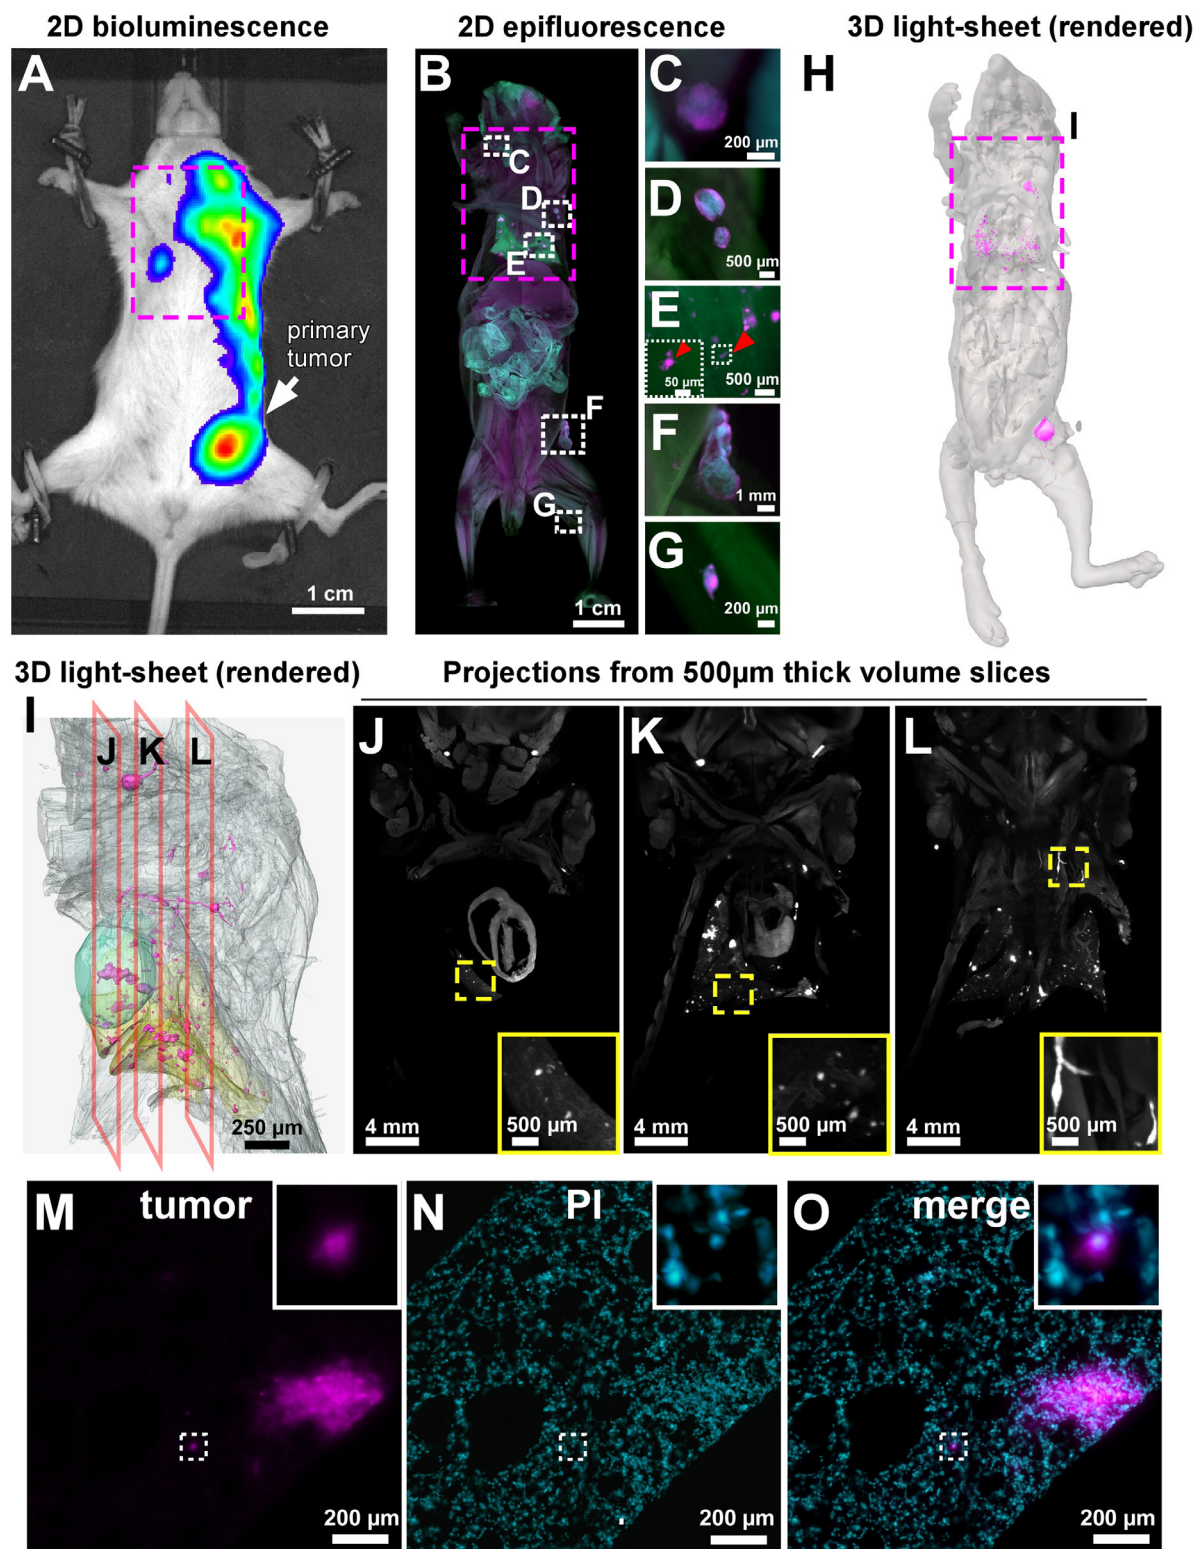 2D bioluminescence
2D epifluorescence
3D light-sheet (rendered)
A
primary
tumor
1 cm
B
C
D
E
F
G
1 cm
C
200 µm
D
500 µm
E
50 µm
500 µm
F
1 mm
G
200 µm
H
I
3D light-sheet (rendered)
Projections from 500µm thick volume slices
I
J
K
L
250 µm
J
4 mm
500 µm
K
4 mm
500 µm
L
4 mm
500 µm
M
tumor
200 µm
N
PI
200 µm
O
merge
200 µm